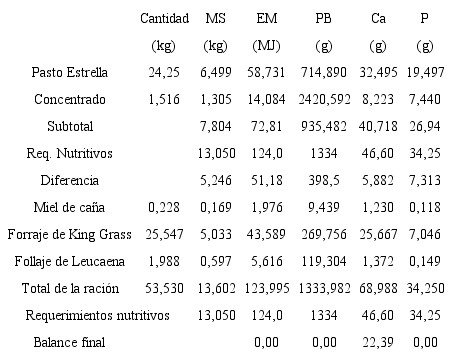 Cantidad MS EM PB Ca P
(kg) (kg) (MJ) (g) (g) (g)
Pasto Estrella 24,25 6,499 58,731 714,890 32,495 19,497
Concentrado 1,516 1,305 14,084 2420,592 8,223 7,440
Subtotal 7,804 72,81 935,482 40,718 26,94
Req. Nutritivos 13,050 124,0 1334 46,60 34,25
Diferencia 5,246 51,18 398,5 5,882 7,313
Miel de caña 0,228 0,169 1,976 9,439 1,230 0,118
Forraje de King Grass 25,547 5,033 43,589 269,756 25,667 7,046
Follaje de Leucaena 1,988 0,597 5,616 119,304 1,372 0,149
Total de la ración 53,530 13,602 123,995 1333,982 68,988 34,250
Requerimientos nutritivos 13,050 124,0 1334 46,60 34,25
Balance final 0,00 0,00 22,39 0,00